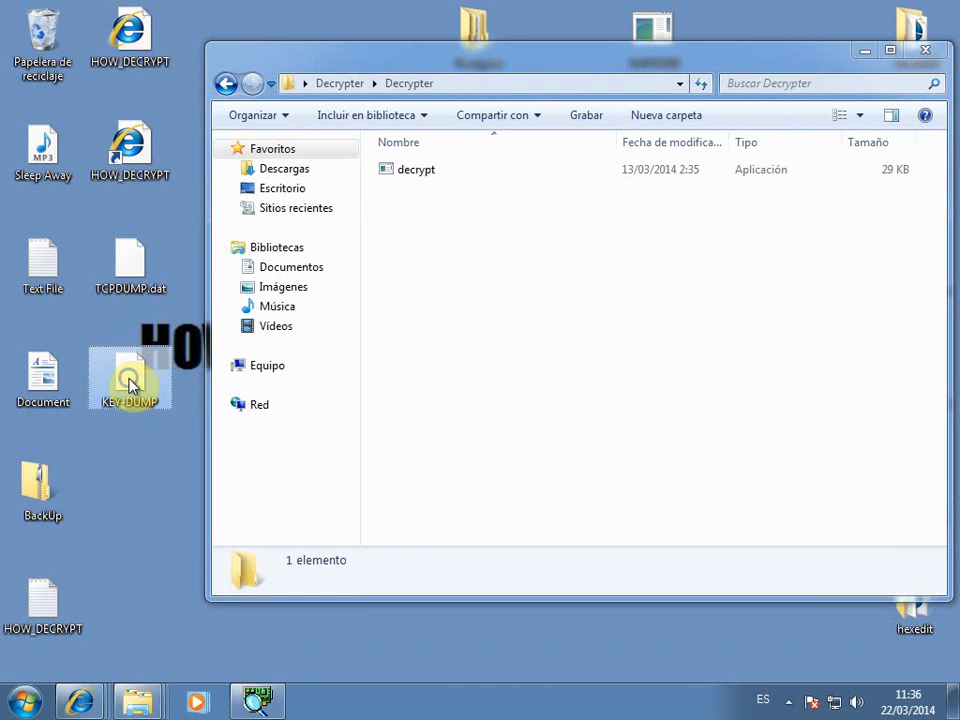 Papelera de
reciclaje
HOW_DECRYPT
Sleep Away
HOW_DECRYPT
Text File
TCPDUMP.dat
Document
KEY-DUMP
BackUp
HOW_DECRYPT
HOW
Decrypter
Decrypter
Buscar Decrypter
Organizar
Incluir en biblioteca
Compartir con
Grabar
Nueva carpeta
Favoritos
Descargas
Escritorio
Sitios recientes
Bibliotecas
Documentos
Imágenes
Música
Vídeos
Equipo
Red
Nombre
Fecha de modifica...
Tipo
Tamaño
decrypt
13/03/2014 2:35
Aplicación
29 KB
1 elemento
hexedit
MP3
ES
11:36
22/03/2014